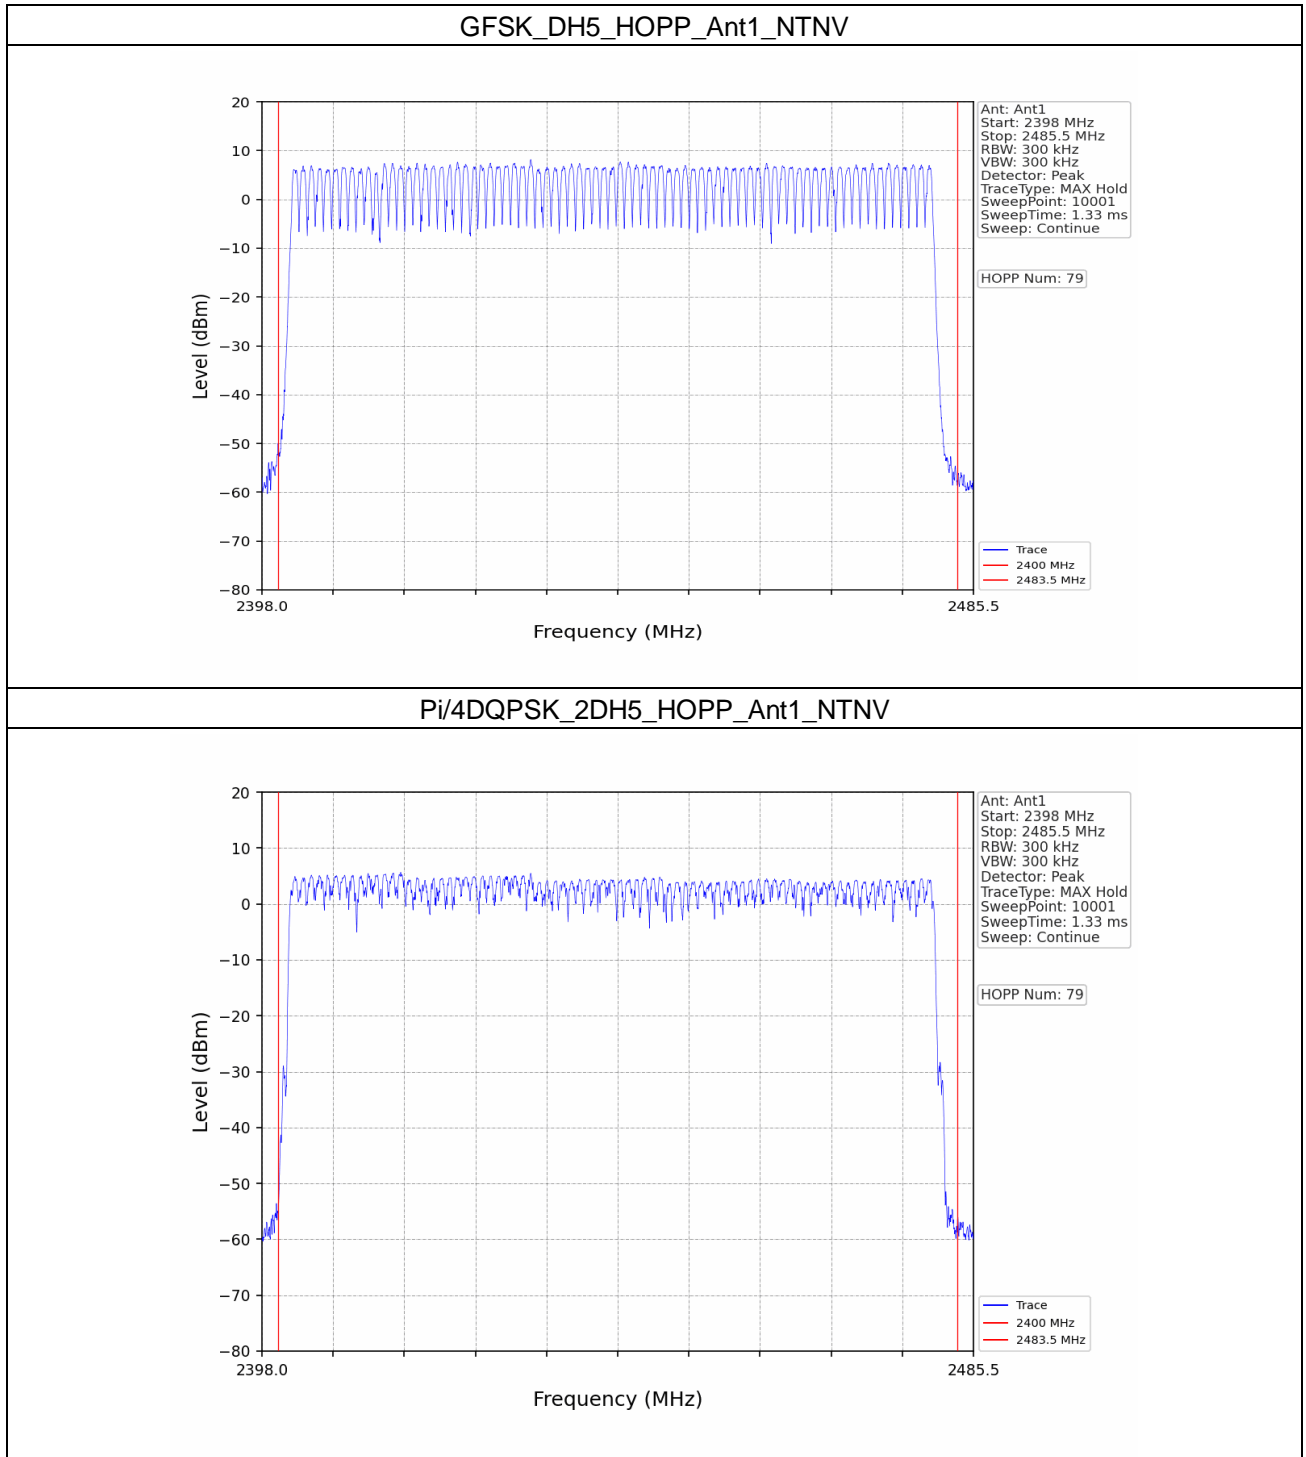 GFSK_DH5_HOPP_Ant1_NTNV
20
10
0
−10
−20
−30
−40
−50
−60
−70
−80
Level (dBm)
2398.0
2485.5
Frequency (MHz)
Ant: Ant1
Start: 2398 MHz
Stop: 2485.5 MHz
RBW: 300 kHz
VBW: 300 kHz
Detector: Peak
TraceType: MAX Hold
SweepPoint: 10001
SweepTime: 1.33 ms
Sweep: Continue
HOPP Num: 79
Trace
2400 MHz
2483.5 MHz
Pi/4DQPSK_2DH5_HOPP_Ant1_NTNV
20
10
0
−10
−20
−30
−40
−50
−60
−70
−80
Level (dBm)
2398.0
2485.5
Frequency (MHz)
Ant: Ant1
Start: 2398 MHz
Stop: 2485.5 MHz
RBW: 300 kHz
VBW: 300 kHz
Detector: Peak
TraceType: MAX Hold
SweepPoint: 10001
SweepTime: 1.33 ms
Sweep: Continue
HOPP Num: 79
Trace
2400 MHz
2483.5 MHz